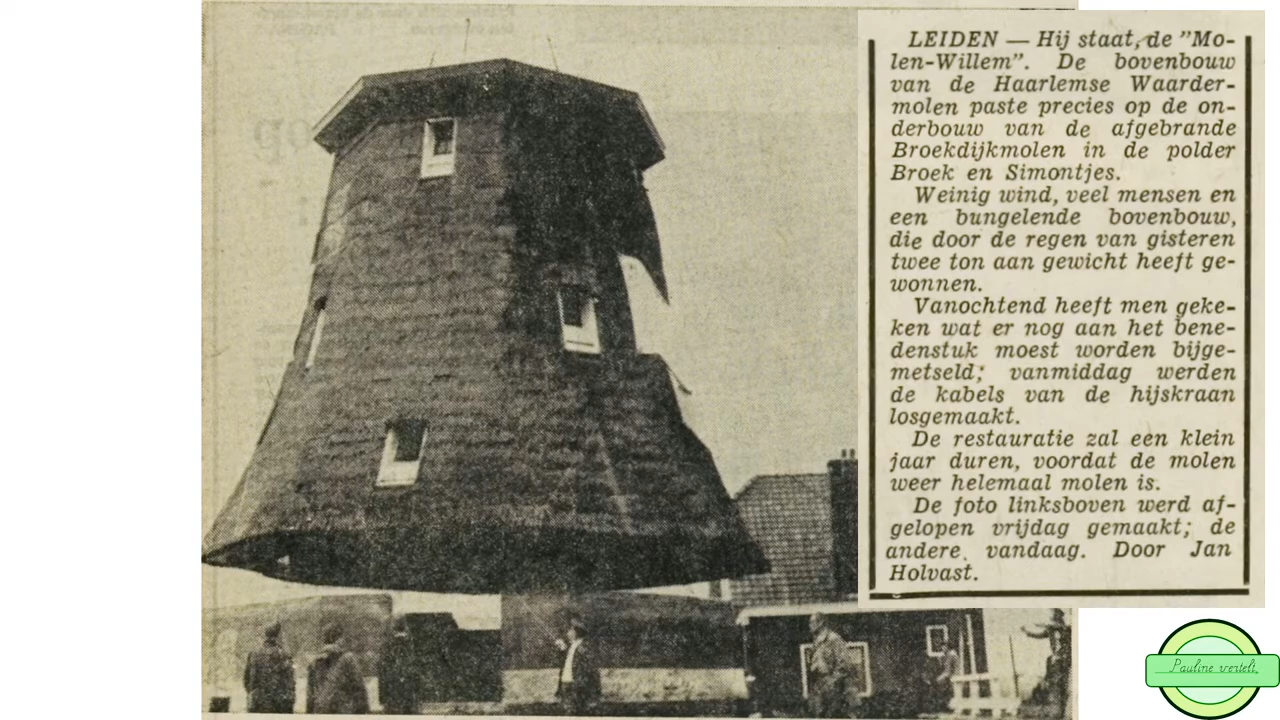 LEIDEN — Hij staat, de "Mo-
len-Willem". De bovenbouw
van de Haarlemse Waarder-
molen paste precies op de on-
derbouw van de afgebrande
Broekdijkmolen in de polder
Broek en Simontjes.
Weinig wind, veel mensen en
een bungelende bovenbouw,
die door de regen van gisteren
twee ton aan gewicht heeft ge-
wonnen.
Vanochtend heeft men geke-
ken wat er nog aan het bene-
denstuk moest worden bijge-
metseld; vanmiddag werden
de kabels van de hijskraan
losgemaakt.
De restauratie zal een klein
jaar duren, voordat de molen
weer helemaal molen is.
De foto linksboven werd af-
gelopen vrijdag gemaakt; de
andere vandaag. Door Jan
Holvast.
Pauline vertelt